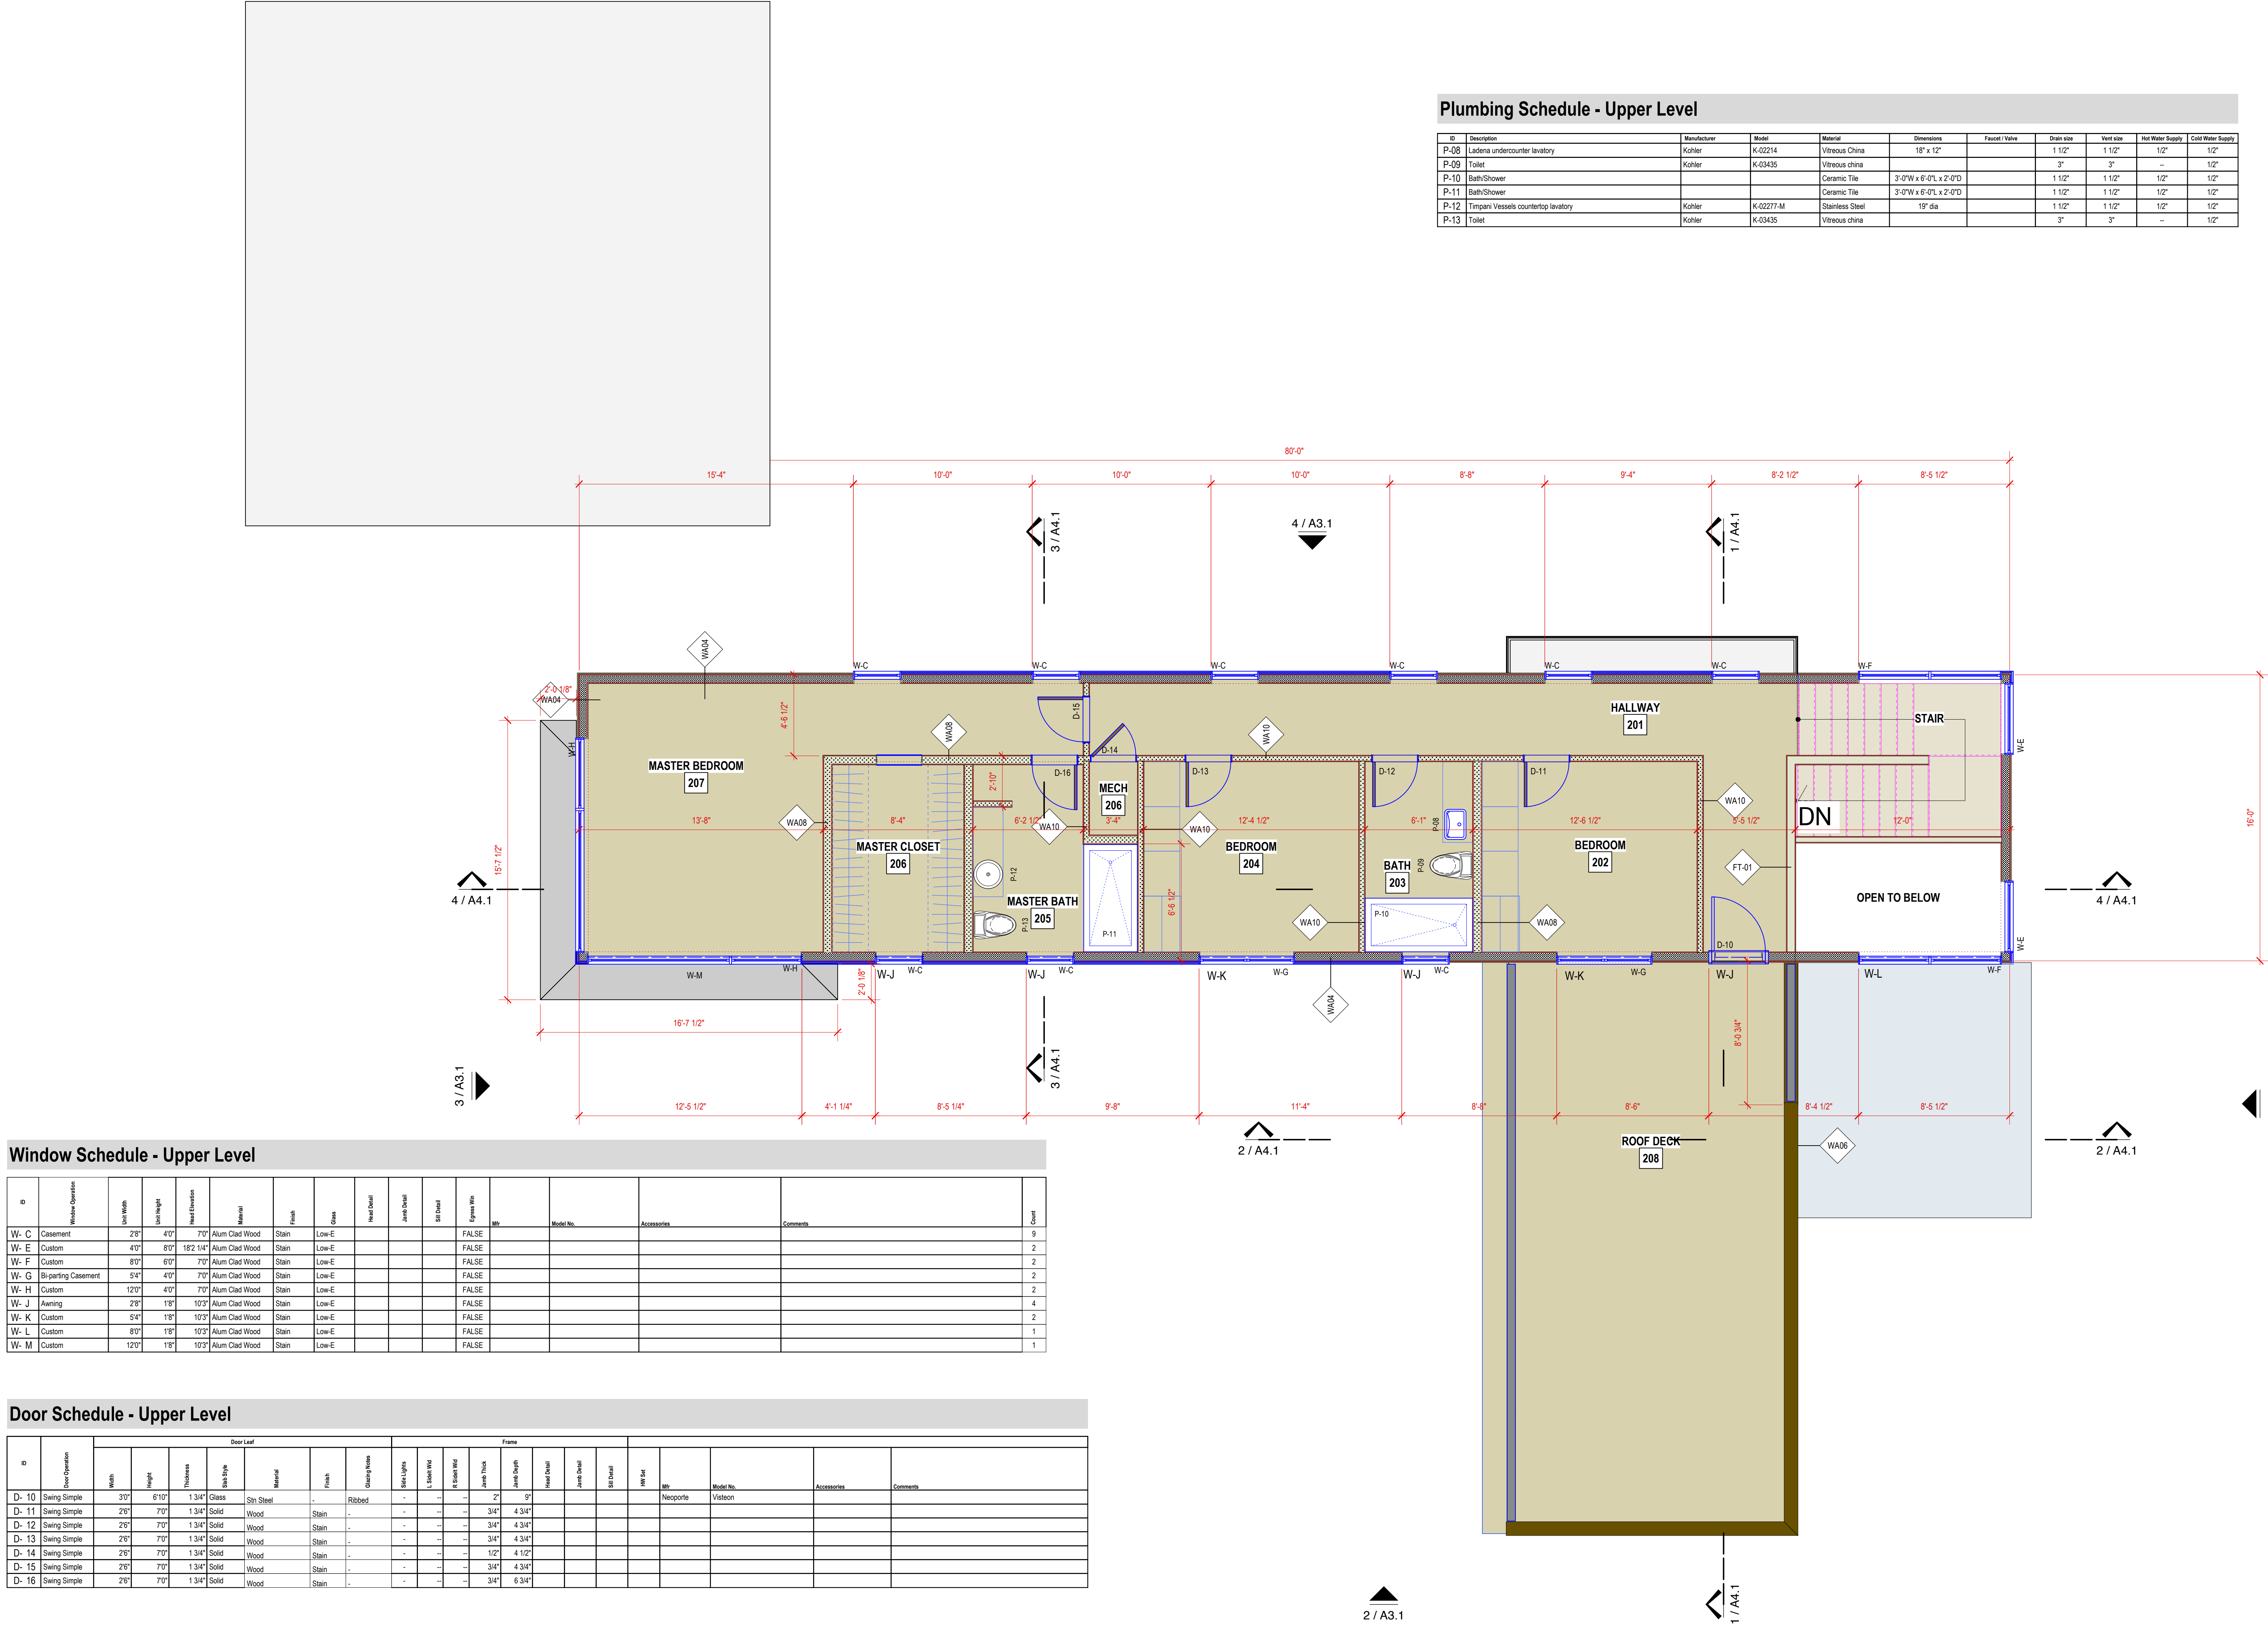 Plumbing Schedule - Upper Level
ID Description Manufacturer Model Material Dimensions Faucet / Valve Drain size Vent size Hot Water Supply Cold Water Supply
P-08 Ladena undercounter lavatory Kohler K-02214 Vitreous China 18" x 12" 1 1/2" 1 1/2" 1/2" 1/2"
P-09 Toilet Kohler K-03435 Vitreous china 3" 3" -- 1/2"
P-10 Bath/Shower Ceramic Tile 3'-0"W x 6'-0"L x 2'-0"D 1 1/2" 1 1/2" 1/2" 1/2"
P-11 Bath/Shower Ceramic Tile 3'-0"W x 6'-0"L x 2'-0"D 1 1/2" 1 1/2" 1/2" 1/2"
P-12 Timpani Vessels countertop lavatory Kohler K-02277-M Stainless Steel 19" dia 1 1/2" 1 1/2" 1/2" 1/2"
P-13 Toilet Kohler K-03435 Vitreous china 3" 3" -- 1/2"
80'-0"
15'-4" 10'-0" 10'-0" 10'-0" 8'-8" 9'-4" 8'-2 1/2" 8'-5 1/2"
3 / A4.1
4 / A3.1
1 / A4.1
WA04
W-C W-C W-C W-C W-C W-C W-F
2'-0 1/8"
WA04
4'-6 1/2"
D-15
HALLWAY
201
STAIR
WA08
WA10
W-H
W-E
D-14
MASTER BEDROOM
207
D-16
D-13
D-12
D-11
2'-10"
MECH
206
WA10
DN
WA08
13'-8" 8'-4" 6'-2 1/2" 3'-4" 12'-4 1/2" 6'-1" 12'-6 1/2" 5'-5 1/2" 12'-0"
WA10
WA10
P-08
16'-0"
MASTER CLOSET
206
BEDROOM
204
BEDROOM
202
15'-7 1/2"
BATH
203
P-09
FT-01
P-12
4 / A4.1
MASTER BATH
205
6'-6 1/2"
OPEN TO BELOW
4 / A4.1
P-13
P-11
P-10
WA10
WA08
D-10
W-E
W-M
W-H
W-J W-C
W-J W-C
W-K W-G
W-J W-C
W-K W-G
W-J
W-L W-F
2'-0 1/8"
WA04
16'-7 1/2"
8'-0 3/4"
3 / A3.1
3 / A4.1
12'-5 1/2" 4'-1 1/4" 8'-5 1/4" 9'-8" 11'-4" 8'-8" 8'-6" 8'-4 1/2" 8'-5 1/2"
2 / A4.1
ROOF DECK
208
WA06
2 / A4.1
Window Schedule - Upper Level
ID Window Operation Unit Width Unit Height Head Elevation Material Finish Glass Head Detail Jamb Detail Sill Detail Egress Win Mfr Model No. Accessories Comments Count
W- C Casement 2'8" 4'0" 7'0" Alum Clad Wood Stain Low-E FALSE 9
W- E Custom 4'0" 8'0" 18'2 1/4" Alum Clad Wood Stain Low-E FALSE 2
W- F Custom 8'0" 6'0" 7'0" Alum Clad Wood Stain Low-E FALSE 2
W- G Bi-parting Casement 5'4" 4'0" 7'0" Alum Clad Wood Stain Low-E FALSE 2
W- H Custom 12'0" 4'0" 7'0" Alum Clad Wood Stain Low-E FALSE 2
W- J Awning 2'8" 1'8" 10'3" Alum Clad Wood Stain Low-E FALSE 4
W- K Custom 5'4" 1'8" 10'3" Alum Clad Wood Stain Low-E FALSE 2
W- L Custom 8'0" 1'8" 10'3" Alum Clad Wood Stain Low-E FALSE 1
W- M Custom 12'0" 1'8" 10'3" Alum Clad Wood Stain Low-E FALSE 1
Door Schedule - Upper Level
Door Leaf Frame
ID Door Operation Width Height Thickness Slab Style Material Finish Glazing Notes Side Lights L Sidelt Wid R Sidelt Wid Jamb Thick Jamb Depth Head Detail Jamb Detail Sill Detail HW Set Mfr Model No. Accessories Comments
D- 10 Swing Simple 3'0" 6'10" 1 3/4" Glass Stn Steel - Ribbed - -- -- 2" 9" Neoporte Visteon
D- 11 Swing Simple 2'6" 7'0" 1 3/4" Solid Wood Stain - - -- -- 3/4" 4 3/4"
D- 12 Swing Simple 2'6" 7'0" 1 3/4" Solid Wood Stain - - -- -- 3/4" 4 3/4"
D- 13 Swing Simple 2'6" 7'0" 1 3/4" Solid Wood Stain - - -- -- 3/4" 4 3/4"
D- 14 Swing Simple 2'6" 7'0" 1 3/4" Solid Wood Stain - - -- -- 1/2" 4 1/2"
D- 15 Swing Simple 2'6" 7'0" 1 3/4" Solid Wood Stain - - -- -- 3/4" 4 3/4"
D- 16 Swing Simple 2'6" 7'0" 1 3/4" Solid Wood Stain - - -- -- 3/4" 6 3/4"
2 / A3.1
1 / A4.1